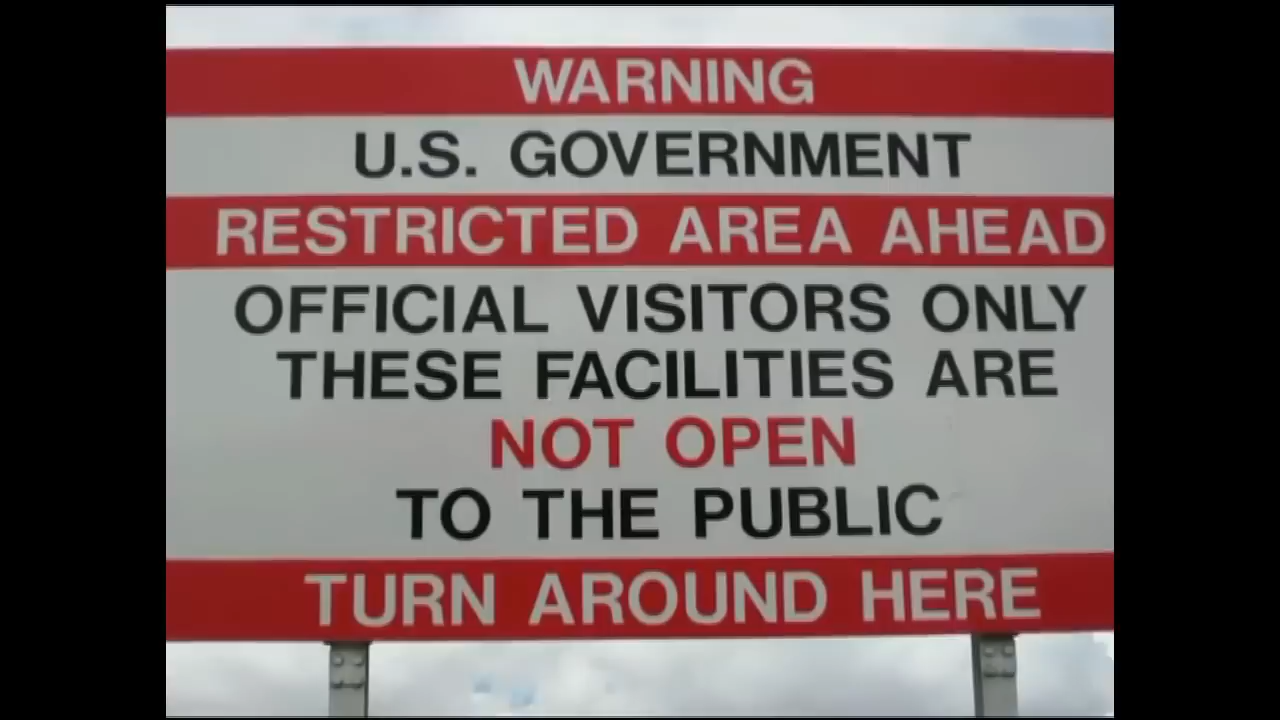 WARNING
U.S. GOVERNMENT
RESTRICTED AREA AHEAD
OFFICIAL VISITORS ONLY
THESE FACILITIES ARE
NOT OPEN
TO THE PUBLIC
TURN AROUND HERE